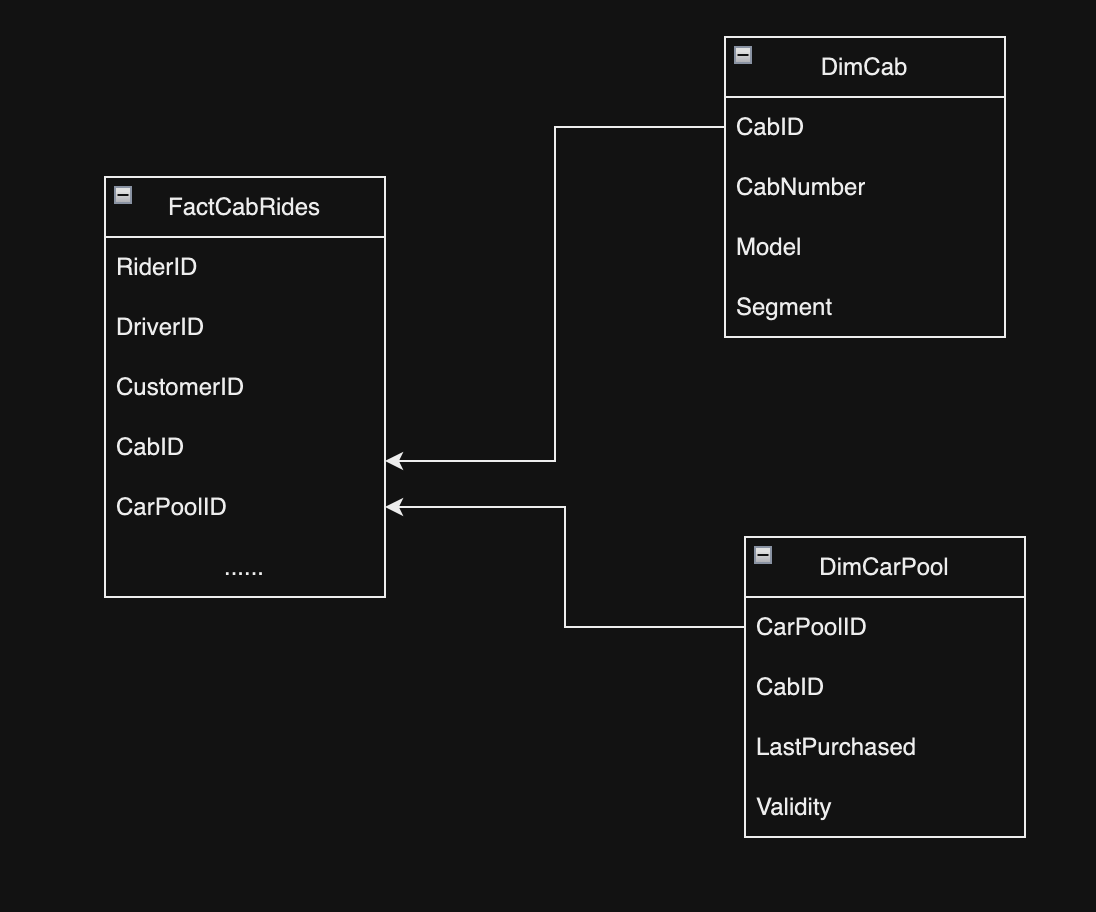 FactCabRides
RiderID
DriverID
CustomerID
CabID
CarPoolID
......
DimCab
CabID
CabNumber
Model
Segment
DimCarPool
CarPoolID
CabID
LastPurchased
Validity